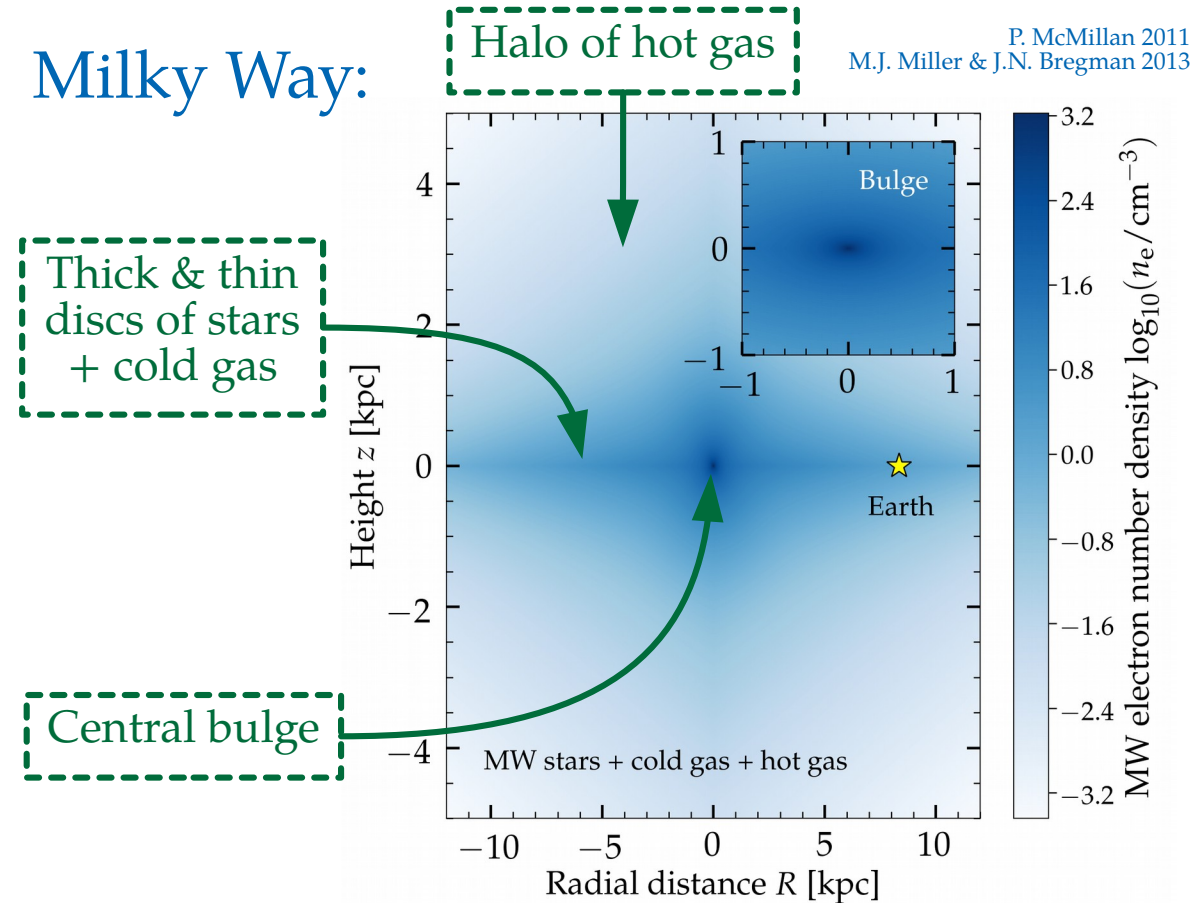 Milky Way:
Halo of hot gas
P. McMillan 2011
M.J. Miller & J.N. Bregman 2013
Thick & thin
discs of stars
+ cold gas
Central bulge
Height z [kpc]
4
2
0
−2
−4
Bulge
1
0
−1
−1 0 1
Earth
MW stars + cold gas + hot gas
−10 −5 0 5 10
Radial distance R [kpc]
3.2
2.4
1.6
0.8
0.0
−0.8
−1.6
−2.4
−3.2
MW electron number density log₁₀(nₑ/cm⁻³)